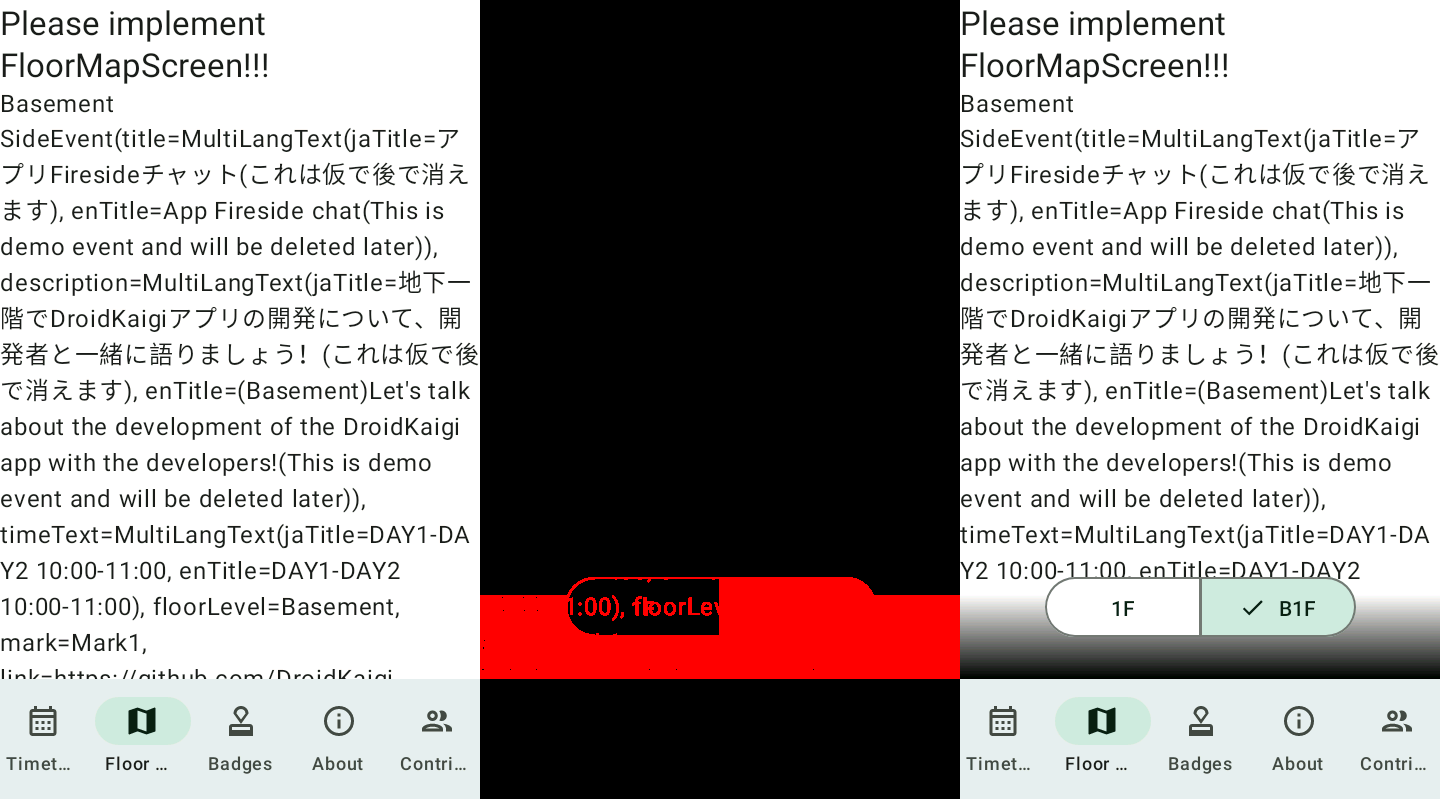 Please implement
FloorMapScreen!!!
Basement
SideEvent(title=MultiLangText(jaTitle=ア
プリFiresideチャット(これは仮で後で消え
ます), enTitle=App Fireside chat(This is
demo event and will be deleted later)),
description=MultiLangText(jaTitle=地下一
階でDroidKaigiアプリの開発について、開
発者と一緒に語りましょう！(これは仮で後
で消えます), enTitle=(Basement)Let's talk
about the development of the DroidKaigi
app with the developers!(This is demo
event and will be deleted later)),
timeText=MultiLangText(jaTitle=DAY1-DA
Y2 10:00-11:00, enTitle=DAY1-DAY2
10:00-11:00), floorLevel=Basement,
mark=Mark1,
link=https://github.com/DroidKaigi
Timet...
Floor ...
Badges
About
Contri...
1:00), floorLev
Please implement
FloorMapScreen!!!
Basement
SideEvent(title=MultiLangText(jaTitle=ア
プリFiresideチャット(これは仮で後で消え
ます), enTitle=App Fireside chat(This is
demo event and will be deleted later)),
description=MultiLangText(jaTitle=地下一
階でDroidKaigiアプリの開発について、開
発者と一緒に語りましょう！(これは仮で後
で消えます), enTitle=(Basement)Let's talk
about the development of the DroidKaigi
app with the developers!(This is demo
event and will be deleted later)),
timeText=MultiLangText(jaTitle=DAY1-DA
Y2 10:00-11:00, enTitle=DAY1-DAY2
1F
B1F
Timet...
Floor ...
Badges
About
Contri...